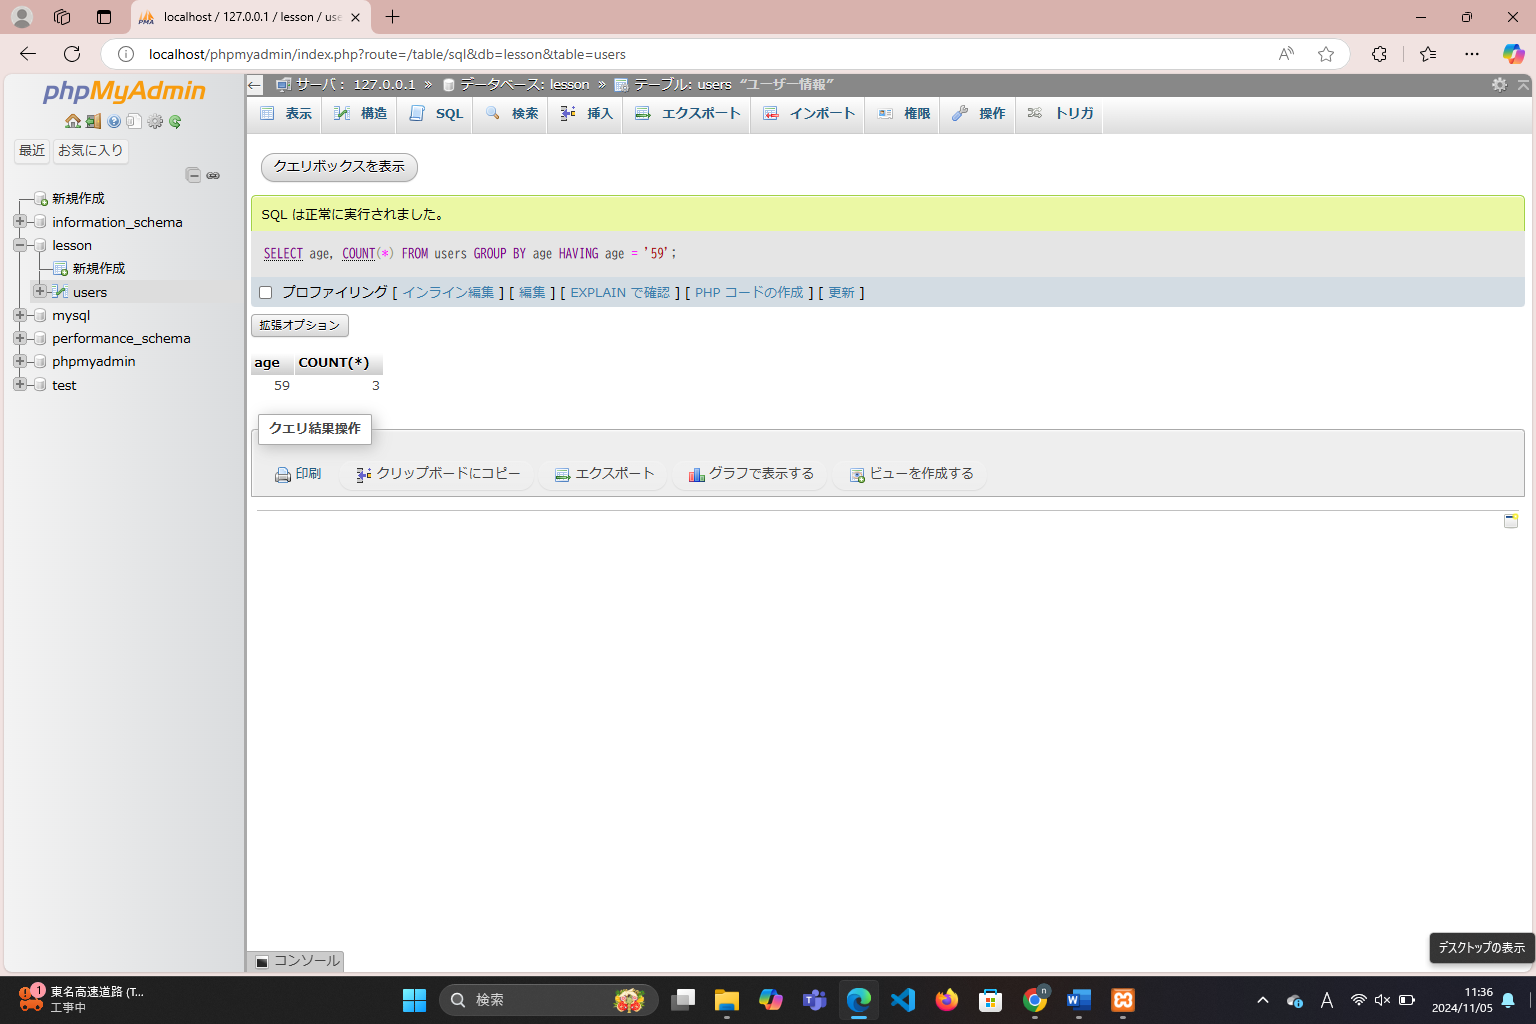 localhost / 127.0.0.1 / lesson / use
localhost/phpmyadmin/index.php?route=/table/sql&db=lesson&table=users
phpMyAdmin
最近 お気に入り
新規作成
information_schema
lesson
新規作成
users
mysql
performance_schema
phpmyadmin
test
サーバ: 127.0.0.1 » データベース: lesson » テーブル: users “ユーザー情報”
表示 構造 SQL 検索 挿入 エクスポート インポート 権限 操作 トリガ
クエリボックスを表示
SQL は正常に実行されました。
SELECT age, COUNT(*) FROM users GROUP BY age HAVING age = '59';
プロファイリング [ インライン編集 ] [ 編集 ] [ EXPLAIN で確認 ] [ PHP コードの作成 ] [ 更新 ]
拡張オプション
age COUNT(*)
59 3
クエリ結果操作
印刷 クリップボードにコピー エクスポート グラフで表示する ビューを作成する
コンソール
デスクトップの表示
1
東名高速道路 (T...
工事中
検索
n
A
11:36
2024/11/05